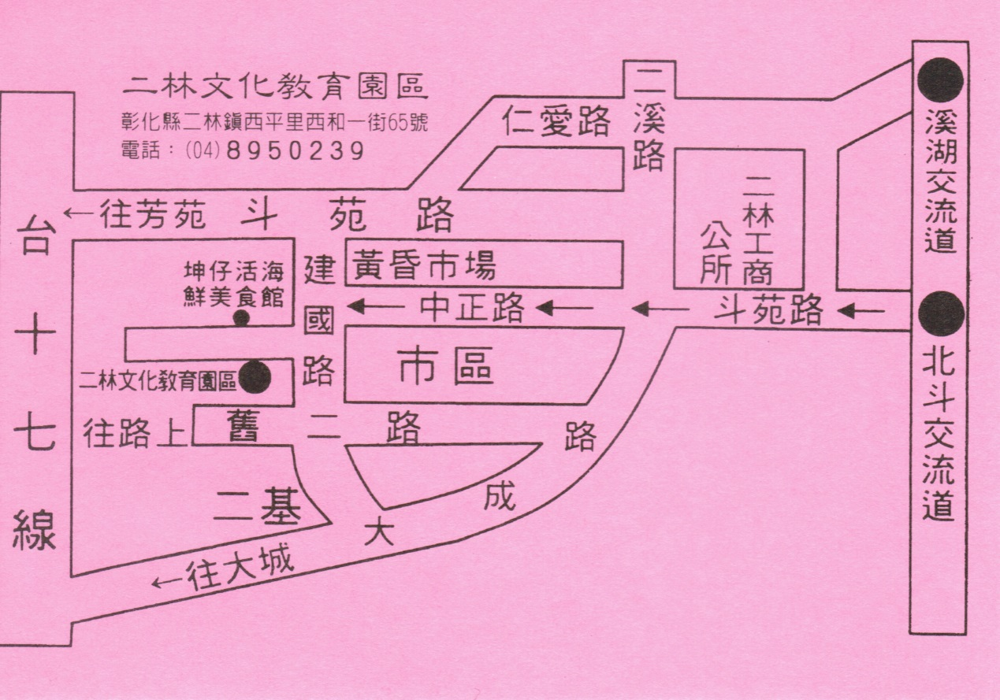 二林文化教育園區
彰化縣二林鎮西平里西和一街65號
電話：(04)8950239
二溪路
仁愛路
溪湖交流道
台十七線
←往芳苑
斗苑路
二林工商
公所
建國路
黃昏市場
坤仔活海
鮮美食館
中正路
斗苑路
市區
北斗交流道
二林文化教育園區
往路上
舊二路
大成路
二基
←往大城